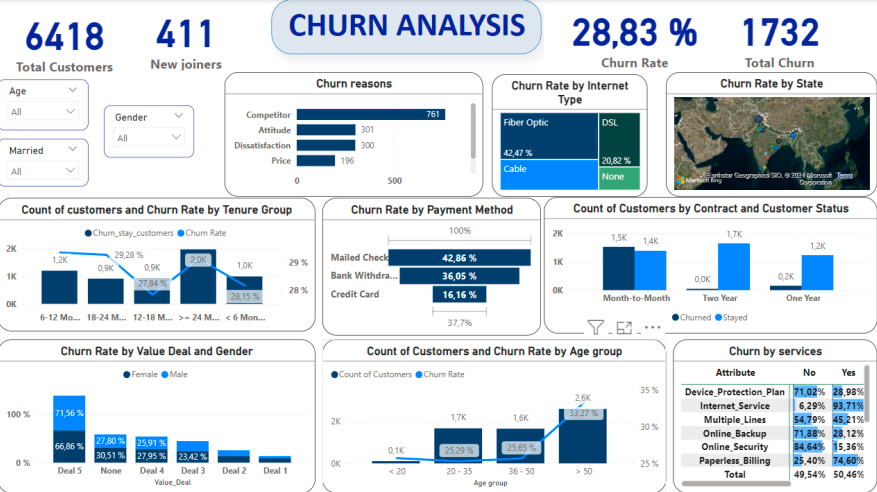 6418
Total Customers
411
New joiners
CHURN ANALYSIS
28,83 %
Churn Rate
1732
Total Churn
Age
All
Gender
All
Married
All
Churn reasons
Competitor 761
Attitude 301
Dissatisfaction 300
Price 196
0 500
Churn Rate by Internet
Type
Fiber Optic
42,47 %
Cable
DSL
20,82 %
None
Churn Rate by State
Earthstar Geographics SIO, © 2024 Microsoft
Corporation
Terms
Microsoft Bing
Count of customers and Churn Rate by Tenure Group
Churn_stay_customers Churn Rate
2K
1K
0K
1,2K
0,9K
29,28 %
0,9K
27,84 %
2,0K
1,0K
28,15 %
29 %
28 %
6-12 Mo... 18-24 M... 12-18 M... >= 24 M... < 6 Mon...
Churn Rate by Payment Method
100%
Mailed Check 42,86 %
Bank Withdra... 36,05 %
Credit Card 16,16 %
37,7%
Count of Customers by Contract and Customer Status
2K
0K
1,5K 1,4K
0,0K 1,7K
0,2K 1,2K
Month-to-Month Two Year One Year
Churned Stayed
Churn Rate by Value Deal and Gender
Female Male
100 %
0 %
71,56 %
66,86 %
27,80 %
30,51 %
25,91 %
27,95 %
23,42 %
Deal 5 None Deal 4 Deal 3 Deal 2 Deal 1
Value_Deal
Count of Customers and Churn Rate by Age group
Count of Customers Churn Rate
2K
0K
0,1K
1,7K
25,29 %
1,6K
25,65 %
2,6K
33,27 %
35 %
30 %
25 %
< 20 20 - 35 36 - 50 > 50
Age group
Churn by services
Attribute No Yes
Device_Protection_Plan 71,02% 28,98%
Internet_Service 6,29% 93,71%
Multiple_Lines 54,79% 45,21%
Online_Backup 71,88% 28,12%
Online_Security 84,64% 15,36%
Paperless_Billing 25,40% 74,60%
Total 49,54% 50,46%